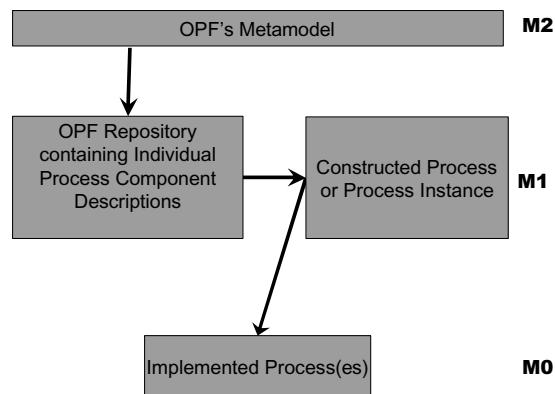 OPF's Metamodel
M2
OPF Repository
containing Individual
Process Component
Descriptions
Constructed Process
or Process Instance
M1
Implemented Process(es)
M0